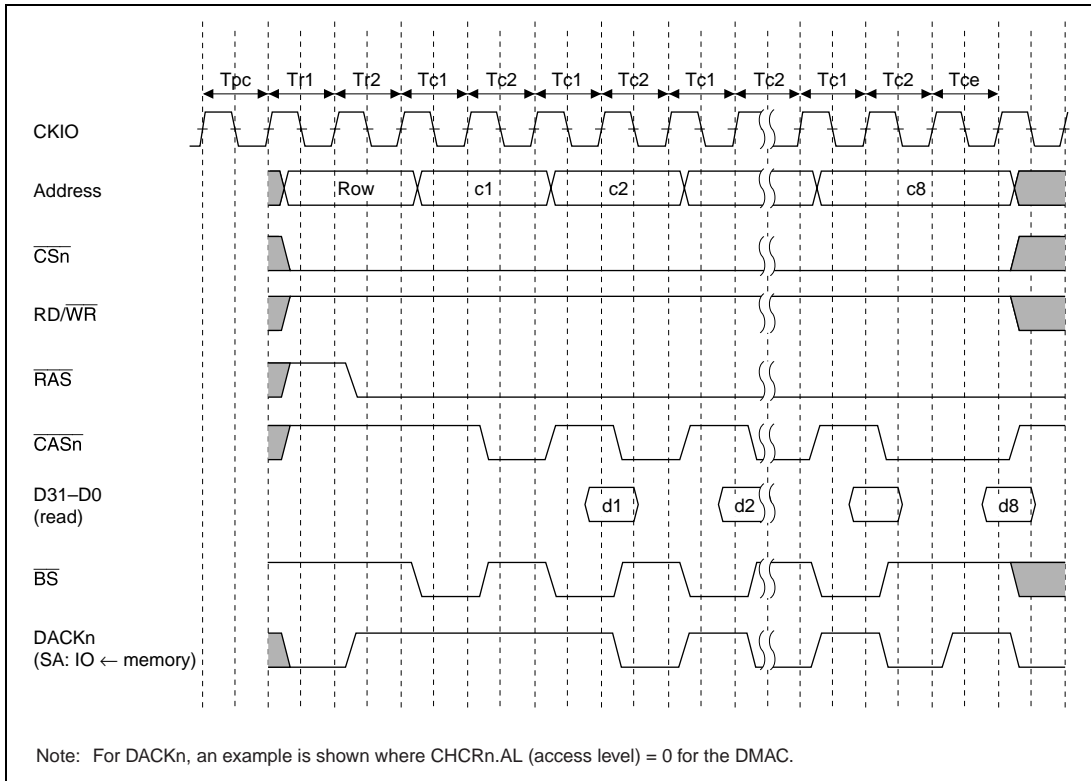 Tpc Tr1 Tr2 Tc1 Tc2 Tc1 Tc2 Tc1 Tc2 Tc1 Tc2 Tce
CKIO
Address Row c1 c2 c8
CSn
RD/WR
RAS
CASn
D31–D0
(read) d1 d2 d8
BS
DACKn
(SA: IO ← memory)
Note: For DACKn, an example is shown where CHCRn.AL (access level) = 0 for the DMAC.